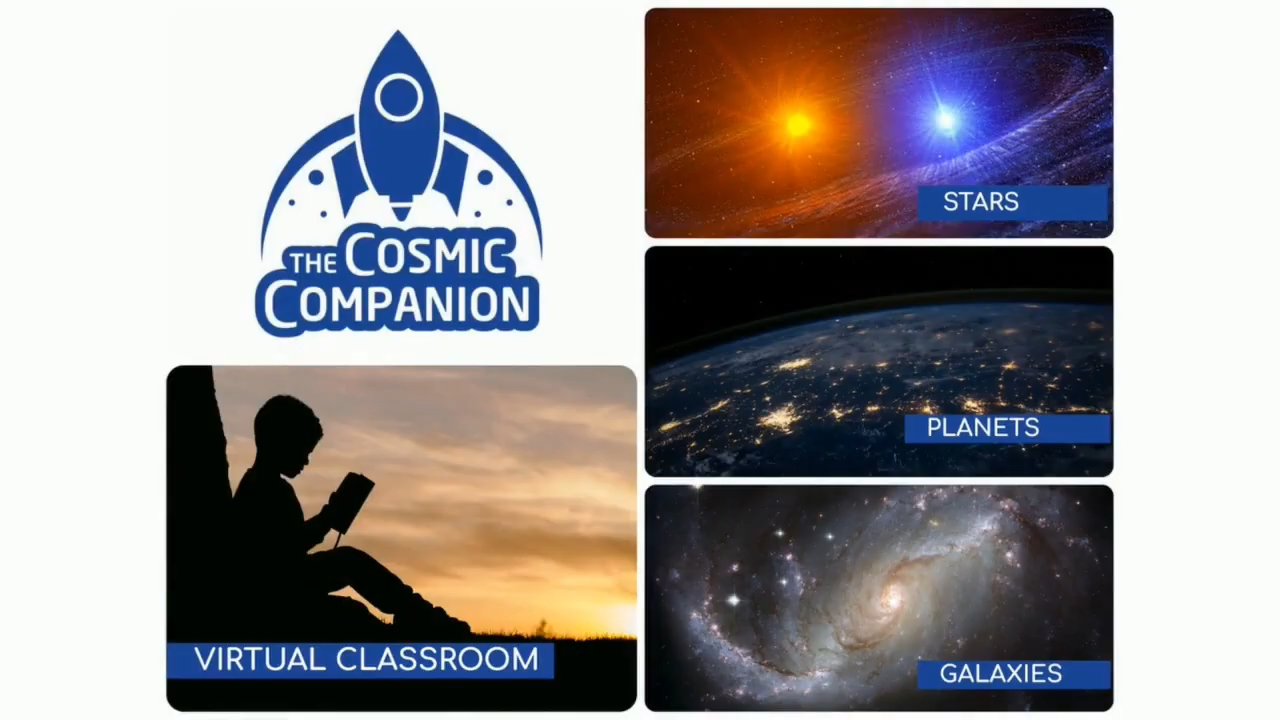 THE COSMIC
COMPANION
VIRTUAL CLASSROOM
STARS
PLANETS
GALAXIES